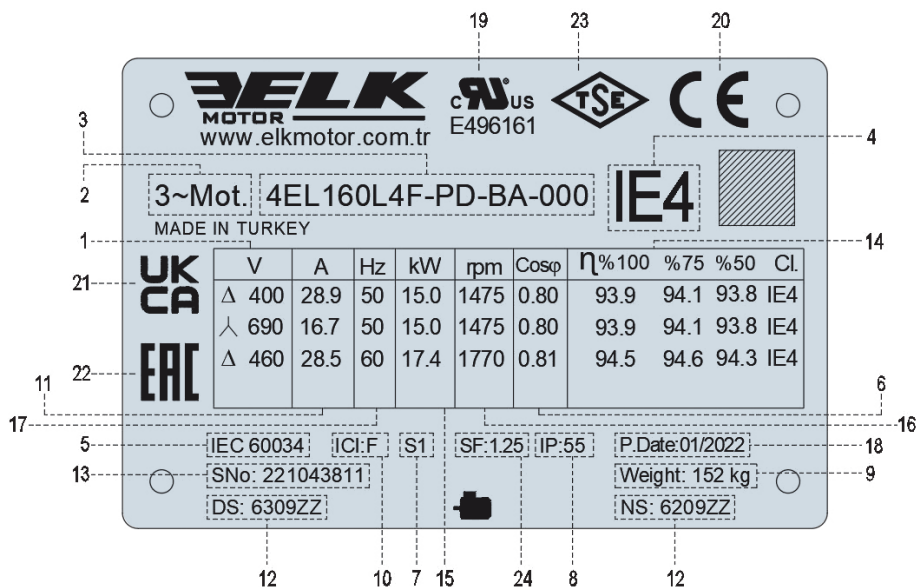 19 23 20
ELK
MOTOR
www.elkmotor.com.tr
C RU US
E496161
TSE
CE
3
4
2
3~Mot. 4EL160L4F-PD-BA-000 IE4
MADE IN TURKEY
1
14
UK
CA
21
V A Hz kW rpm Cosφ η%100 %75 %50 Cl.
Δ 400 28.9 50 15.0 1475 0.80 93.9 94.1 93.8 IE4
⅄ 690 16.7 50 15.0 1475 0.80 93.9 94.1 93.8 IE4
Δ 460 28.5 60 17.4 1770 0.81 94.5 94.6 94.3 IE4
EAC
22
11
6
17
16
5 IEC 60034 ICl:F S1 SF:1.25 IP:55 P.Date:01/2022 18
13 SNo: 221043811 Weight: 152 kg 9
DS: 6309ZZ NS: 6209ZZ
12 10 7 15 24 8 12